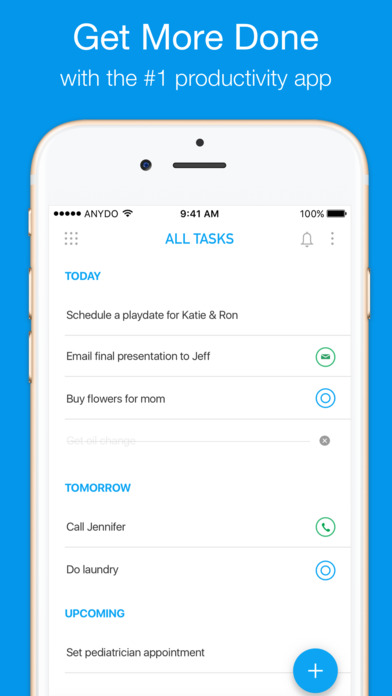 Get More Done
with the #1 productivity app
ANYDO 9:41 AM 100%
ALL TASKS
TODAY
Schedule a playdate for Katie & Ron
Email final presentation to Jeff
Buy flowers for mom
Get oil change
TOMORROW
Call Jennifer
Do laundry
UPCOMING
Set pediatrician appointment
+